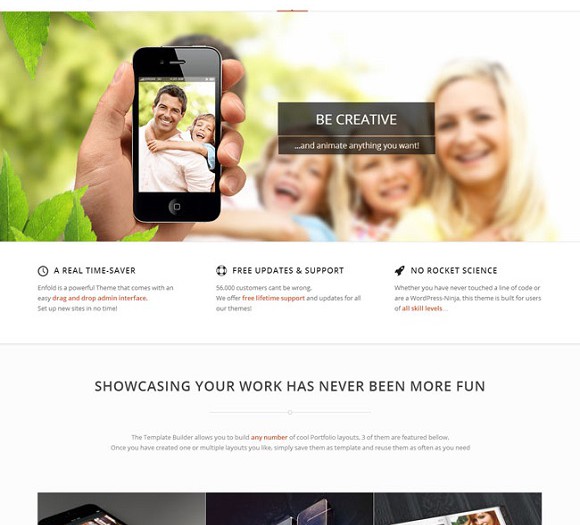 BE CREATIVE
...and animate anything you want!
A REAL TIME-SAVER
Enfold is a powerful Theme that comes with an
easy drag and drop admin interface.
Set up new sites in no time!
FREE UPDATES & SUPPORT
56.000 customers cant be wrong.
We offer free lifetime support and updates for all
our themes!
NO ROCKET SCIENCE
Whether you have never touched a line of code or
are a WordPress-Ninja, this theme is built for users
of all skill levels...
SHOWCASING YOUR WORK HAS NEVER BEEN MORE FUN
The Template Builder allows you to build any number of cool Portfolio layouts, 3 of them are featured bellow.
Once you have created one or multiple layouts you like, simply save them as template and reuse them as often as you need